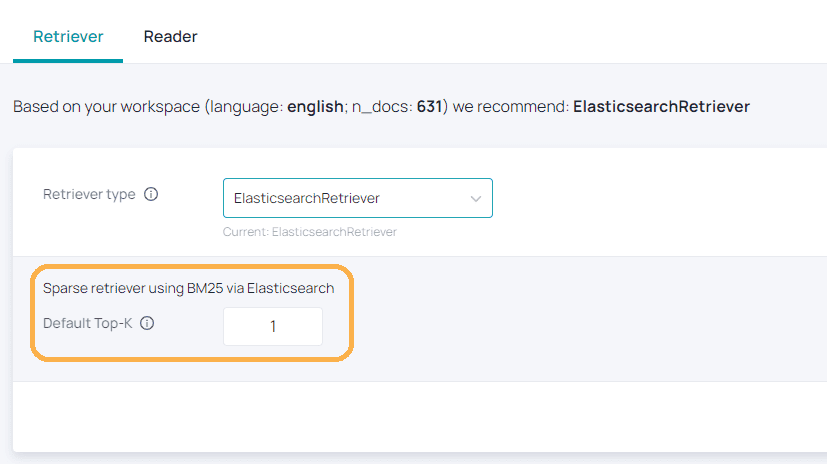 Retriever Reader
Based on your workspace (language: english; n_docs: 631) we recommend: ElasticsearchRetriever
Retriever type
ElasticsearchRetriever
Current: ElasticsearchRetriever
Sparse retriever using BM25 via Elasticsearch
Default Top-K
1